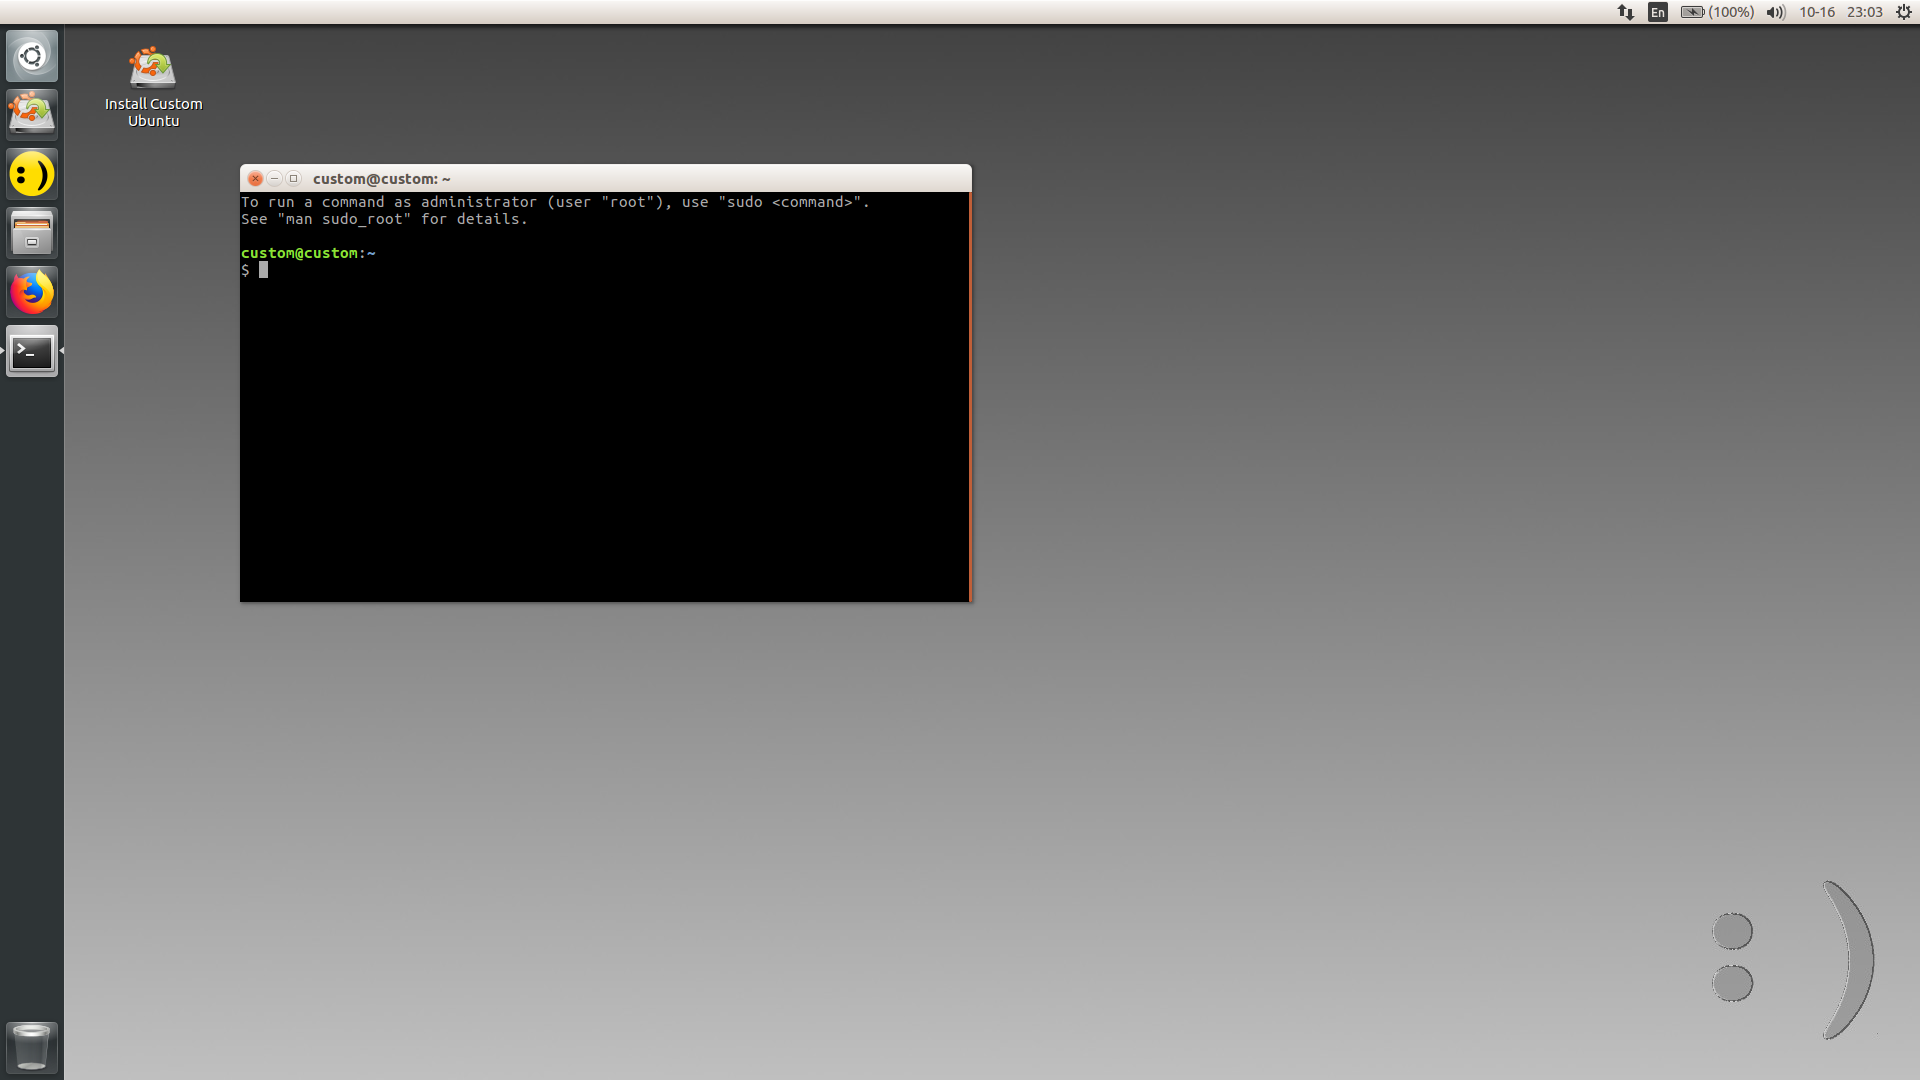 En (100%) 10-16 23:03
Install Custom
Ubuntu
custom@custom: ~
To run a command as administrator (user "root"), use "sudo <command>".
See "man sudo_root" for details.
custom@custom:~
$